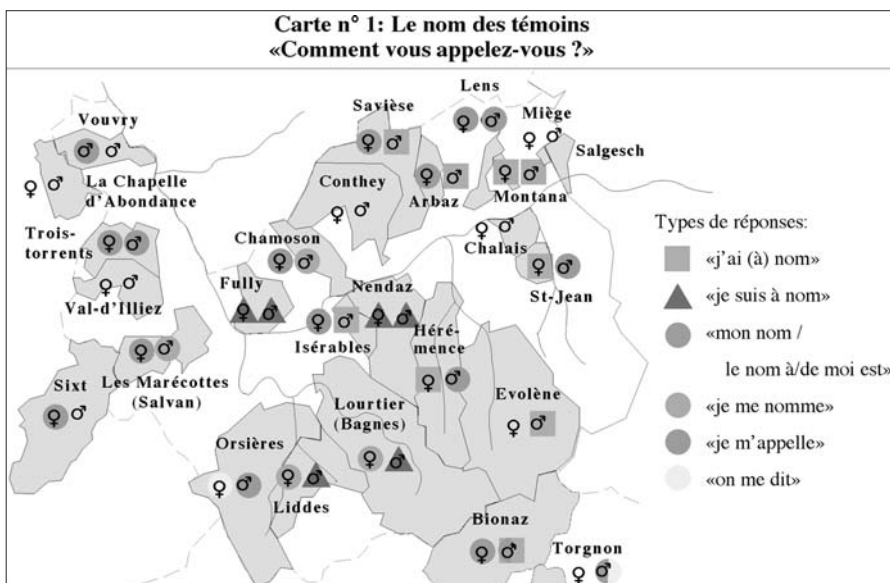 Carte n° 1: Le nom des témoins
«Comment vous appelez-vous ?»
Lens
Savièse
Miège
Vouvry
Salgesch
La Chapelle
d'Abondance
Conthey
Arbaz
Montana
Types de réponses:
Trois-
torrents
Chamoson
Chalais
«j'ai (à) nom»
Fully
Nendaz
St-Jean
«je suis à nom»
Val-d'Illiez
Isérables
Héré-
mence
«mon nom /
le nom à/de moi est»
Sixt
Les Marécottes
(Salvan)
Lourtier
(Bagnes)
Evolène
«je me nomme»
Orsières
«je m'appelle»
Liddes
«on me dit»
Bionaz
Torgnon